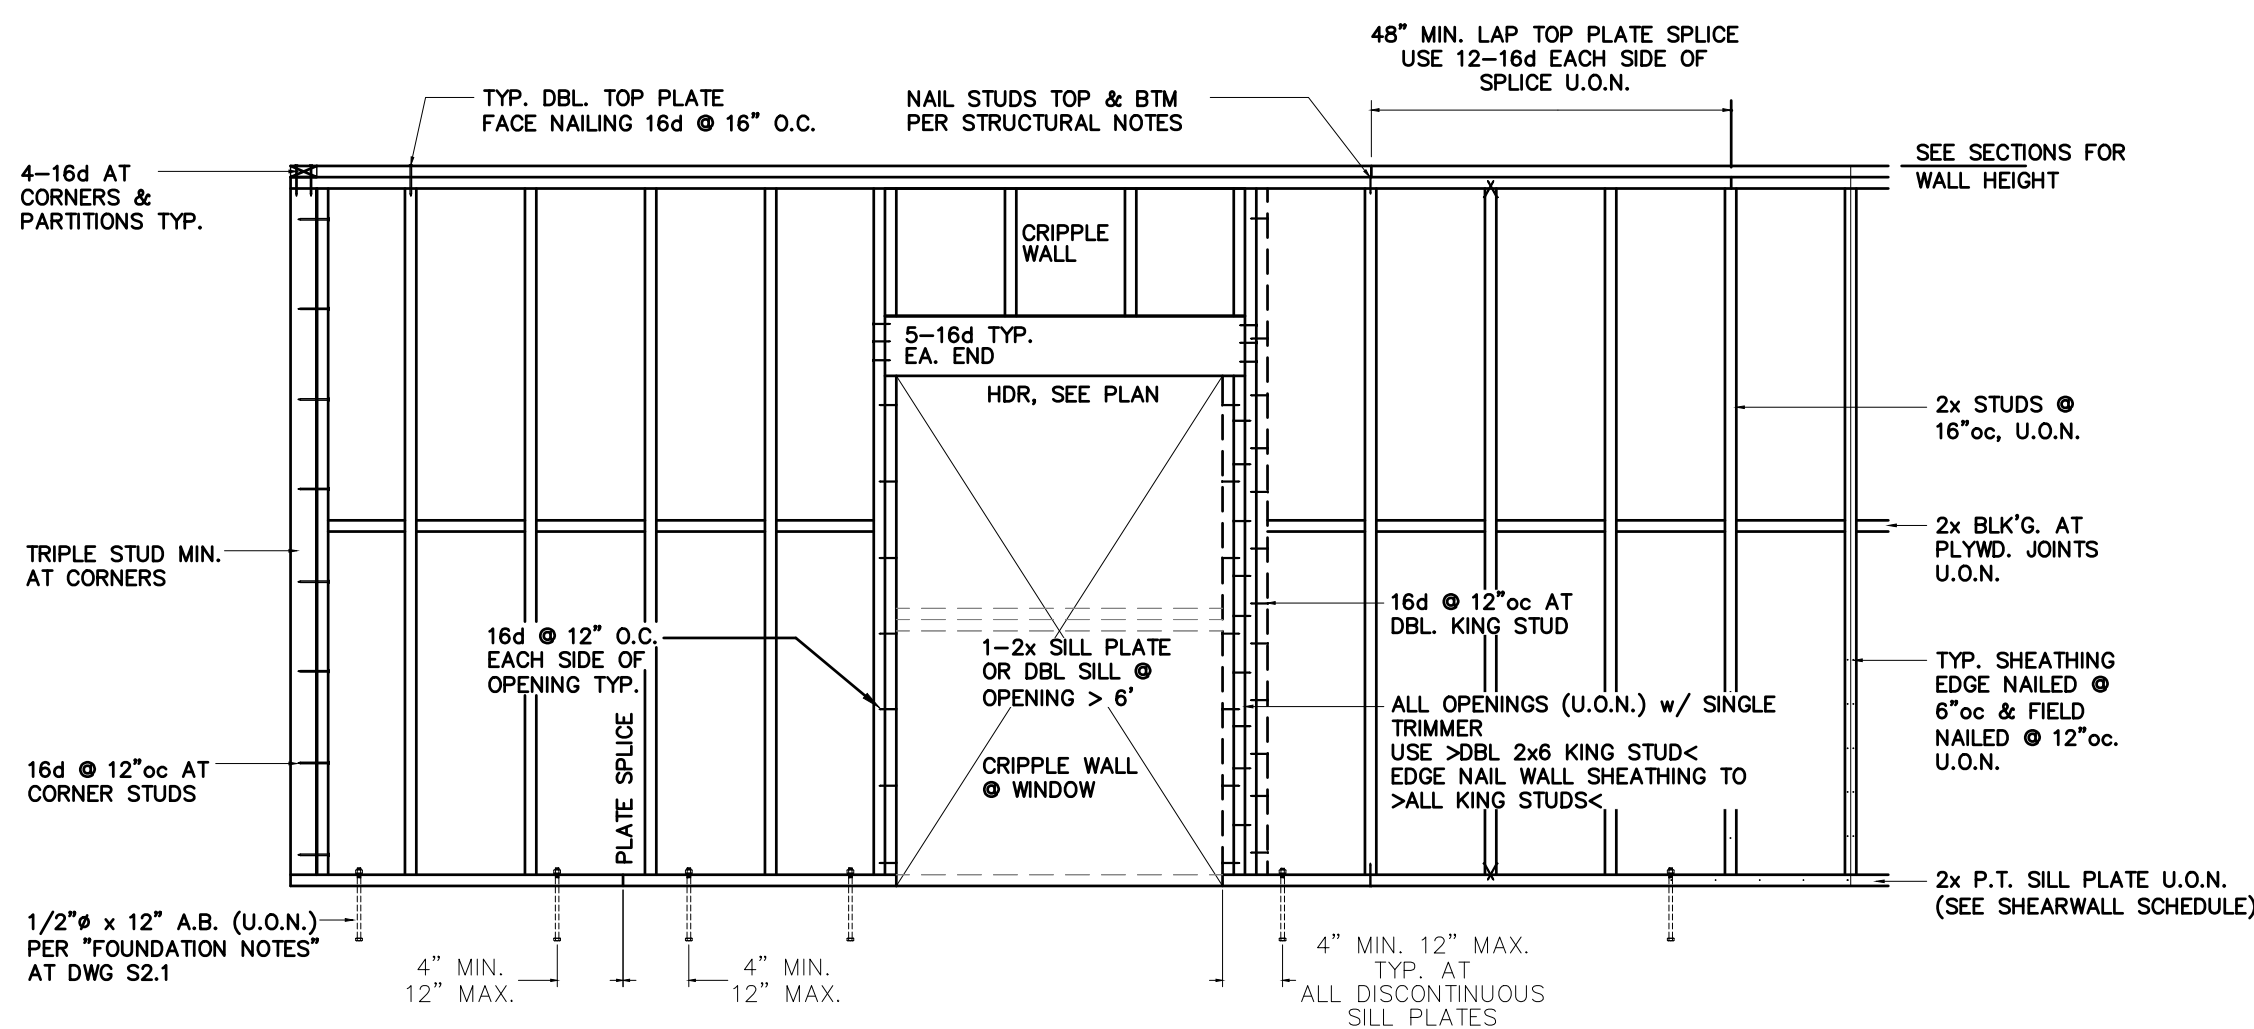 48” MIN. LAP TOP PLATE SPLICE
USE 12-16d EACH SIDE OF
SPLICE U.O.N.
TYP. DBL. TOP PLATE
FACE NAILING 16d @ 16” O.C.
NAIL STUDS TOP & BTM
PER STRUCTURAL NOTES
SEE SECTIONS FOR
WALL HEIGHT
4-16d AT
CORNERS &
PARTITIONS TYP.
CRIPPLE
WALL
5-16d TYP.
EA. END
HDR, SEE PLAN
2x STUDS @
16”oc, U.O.N.
TRIPLE STUD MIN.
AT CORNERS
2x BLK'G. AT
PLYWD. JOINTS
U.O.N.
16d @ 12” O.C.
EACH SIDE OF
OPENING TYP.
1-2x SILL PLATE
OR DBL SILL @
OPENING > 6'
16d @ 12”oc AT
DBL. KING STUD
TYP. SHEATHING
EDGE NAILED @
6”oc & FIELD
NAILED @ 12”oc.
U.O.N.
ALL OPENINGS (U.O.N.) w/ SINGLE
TRIMMER
USE >DBL 2x6 KING STUD<
EDGE NAIL WALL SHEATHING TO
>ALL KING STUDS<
PLATE SPLICE
16d @ 12”oc AT
CORNER STUDS
CRIPPLE WALL
@ WINDOW
2x P.T. SILL PLATE U.O.N.
(SEE SHEARWALL SCHEDULE)
1/2”ø x 12” A.B. (U.O.N.)
PER ”FOUNDATION NOTES”
AT DWG S2.1
4” MIN.
12” MAX.
4” MIN.
12” MAX.
4” MIN. 12” MAX.
TYP. AT
ALL DISCONTINUOUS
SILL PLATES